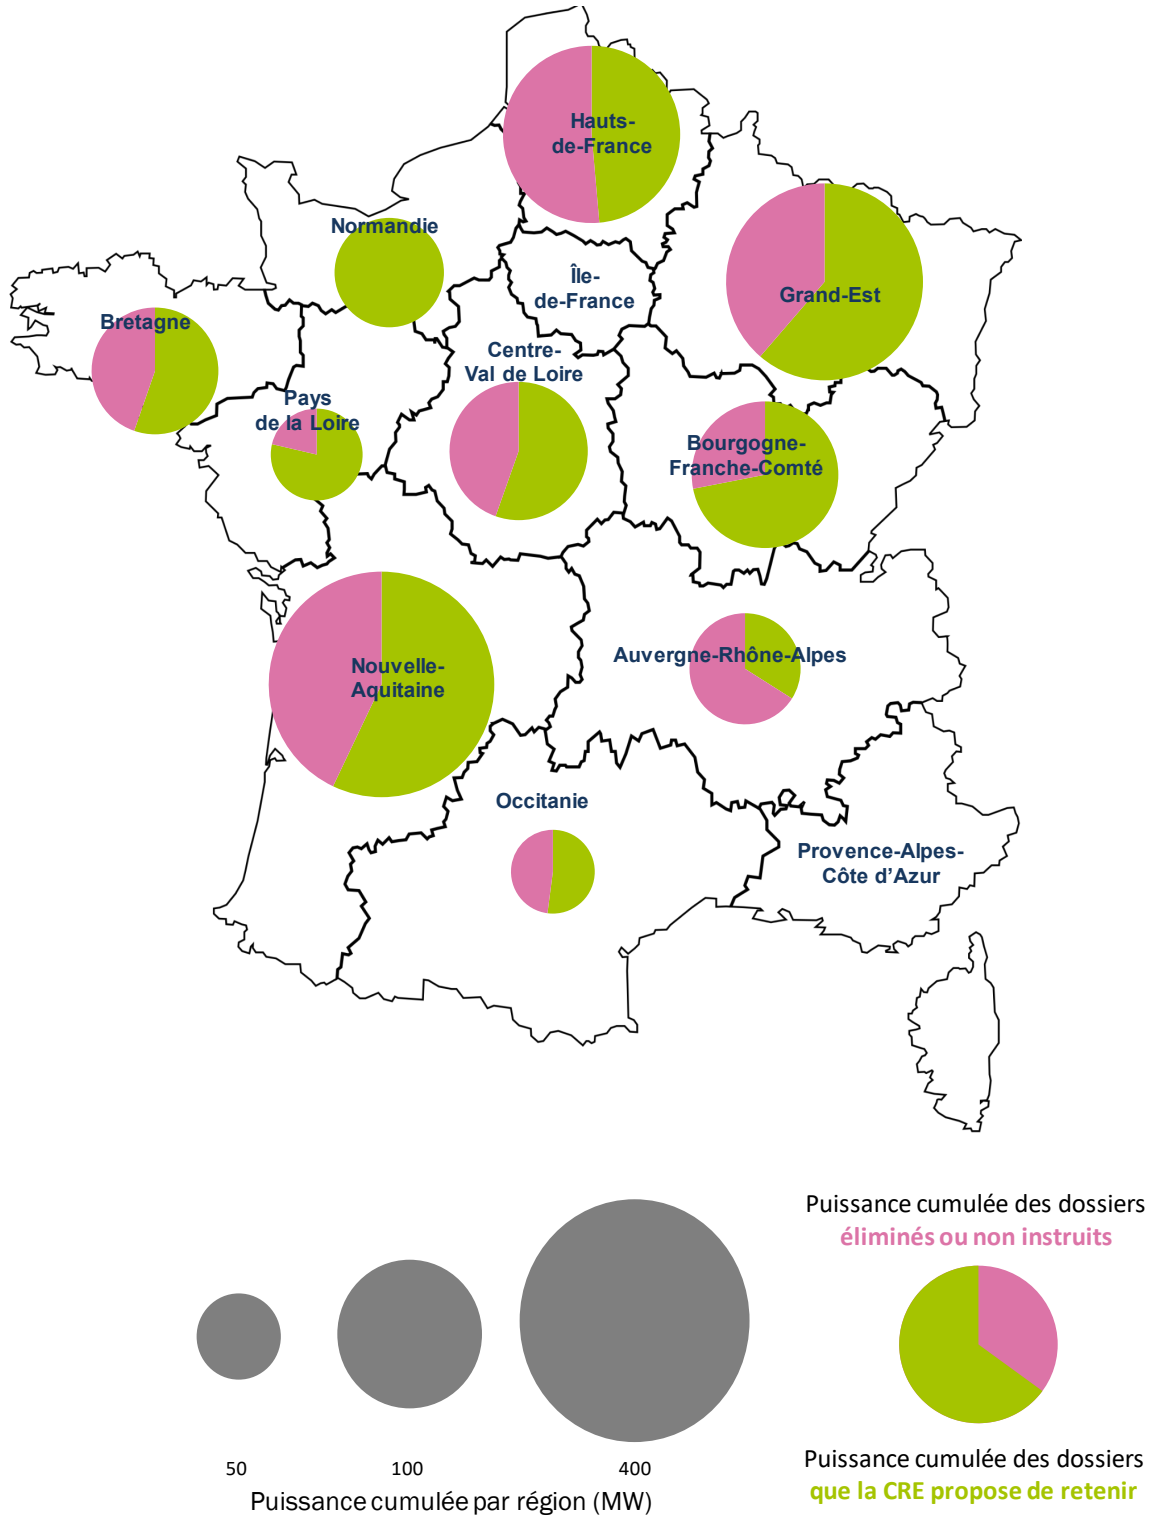 Hauts-
de-France
Normandie
Île-
de-France
Grand-Est
Bretagne
Centre-
Val de Loire
Pays
de la Loire
Bourgogne-
Franche-Comté
Nouvelle-
Aquitaine
Auvergne-Rhône-Alpes
Occitanie
Provence-Alpes-
Côte d’Azur
Puissance cumulée des dossiers
éliminés ou non instruits
50 100 400
Puissance cumulée par région (MW)
Puissance cumulée des dossiers
que la CRE propose de retenir